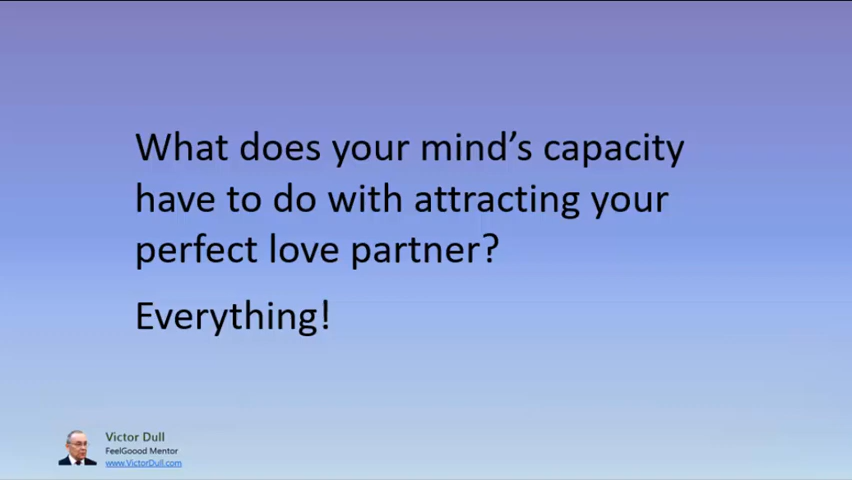 What does your mind’s capacity
have to do with attracting your
perfect love partner?
Everything!
Victor Dull
FeelGoood Mentor
www.VictorDull.com